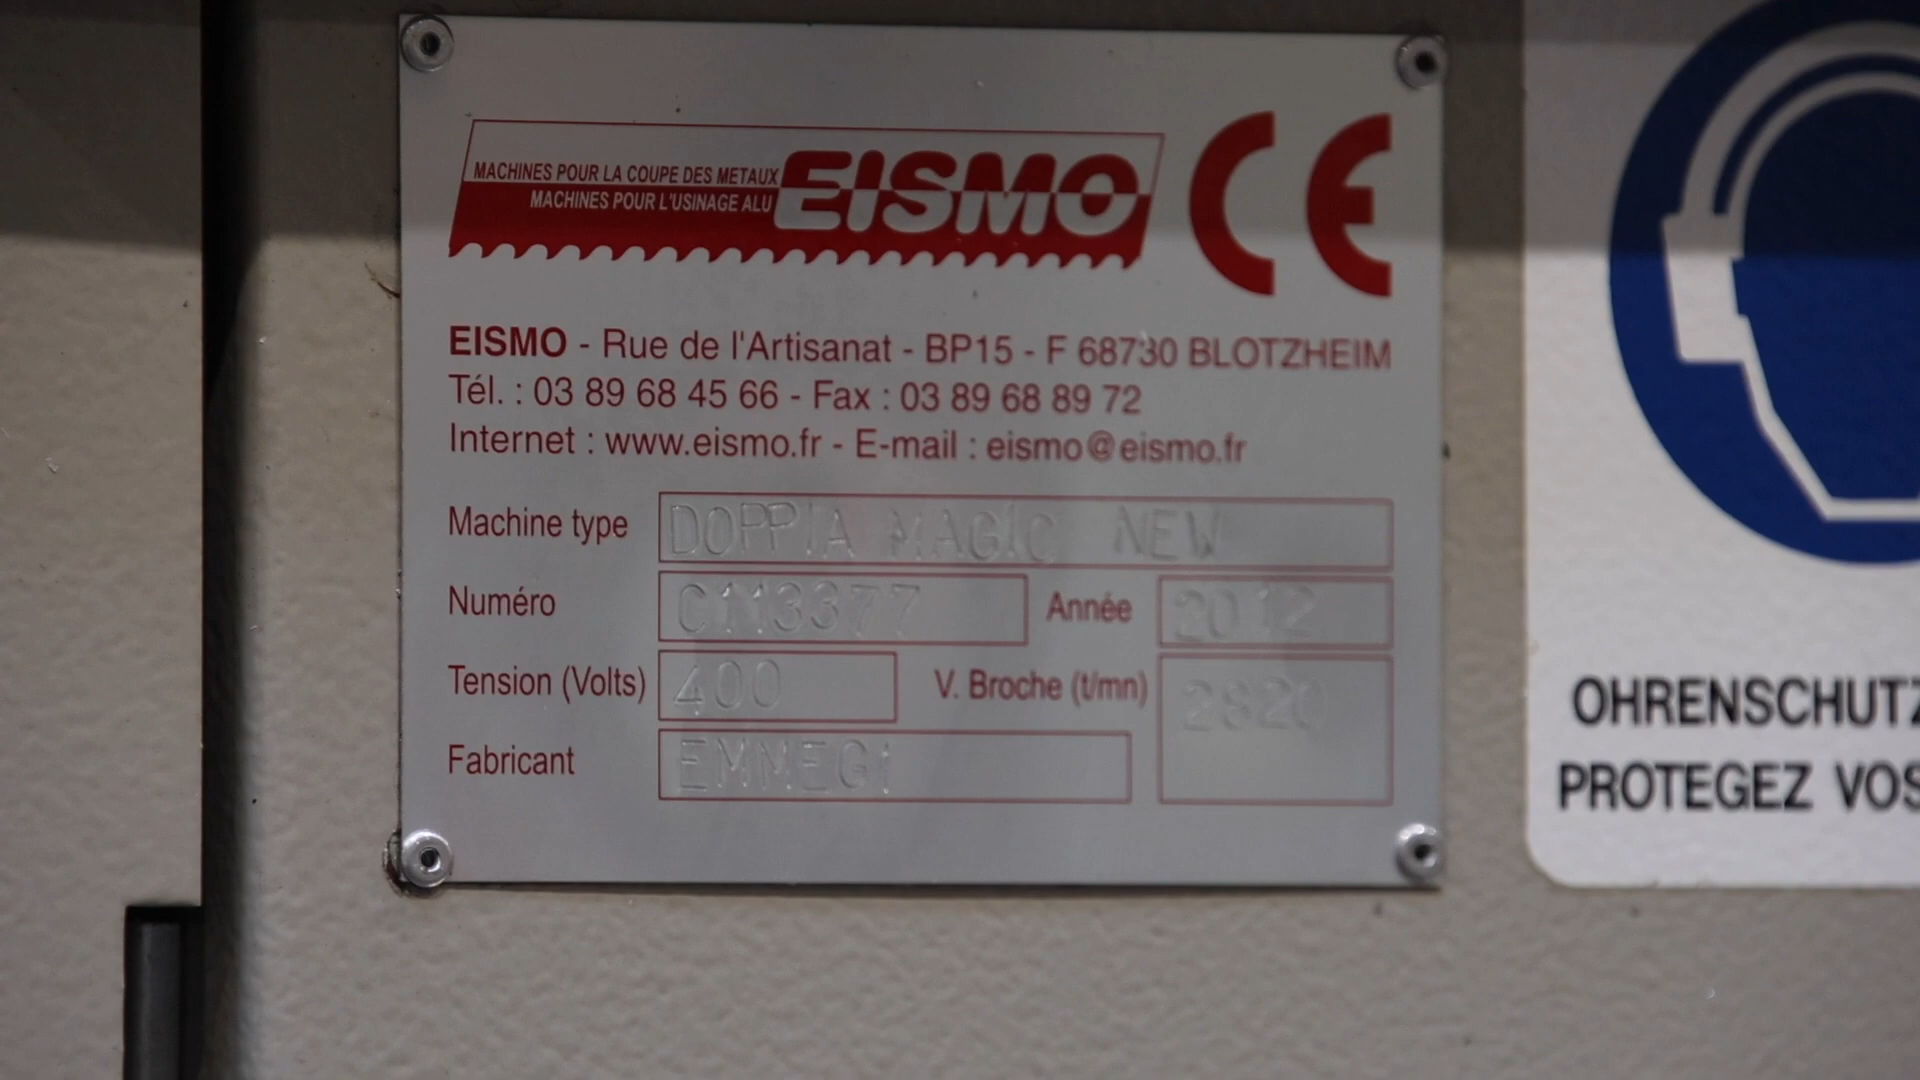 MACHINES POUR LA COUPE DES METAUX
MACHINES POUR L'USINAGE ALU
EISMO
CE
EISMO - Rue de l'Artisanat - BP15 - F 68730 BLOTZHEIM
Tél. : 03 89 68 45 66 - Fax : 03 89 68 89 72
Internet : www.eismo.fr - E-mail : eismo@eismo.fr
Machine type DOPPIA MAGIC NEW
Numéro C113377 Année 2012
Tension (Volts) 400 V. Broche (t/mn) 2820
Fabricant EMMEGI
OHRENSCHUTZ
PROTEGEZ VOS